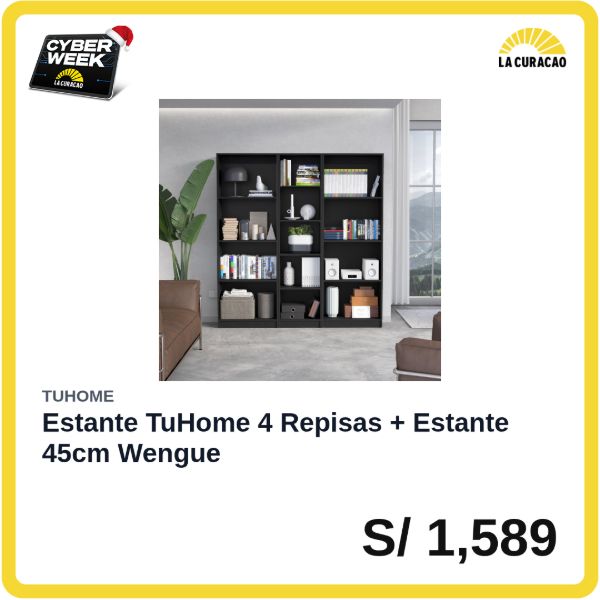 CYBER
WEEK
LA CURACAO
LA CURACAO
TUHOME
Estante TuHome 4 Repisas + Estante
45cm Wengue
S/ 1,589